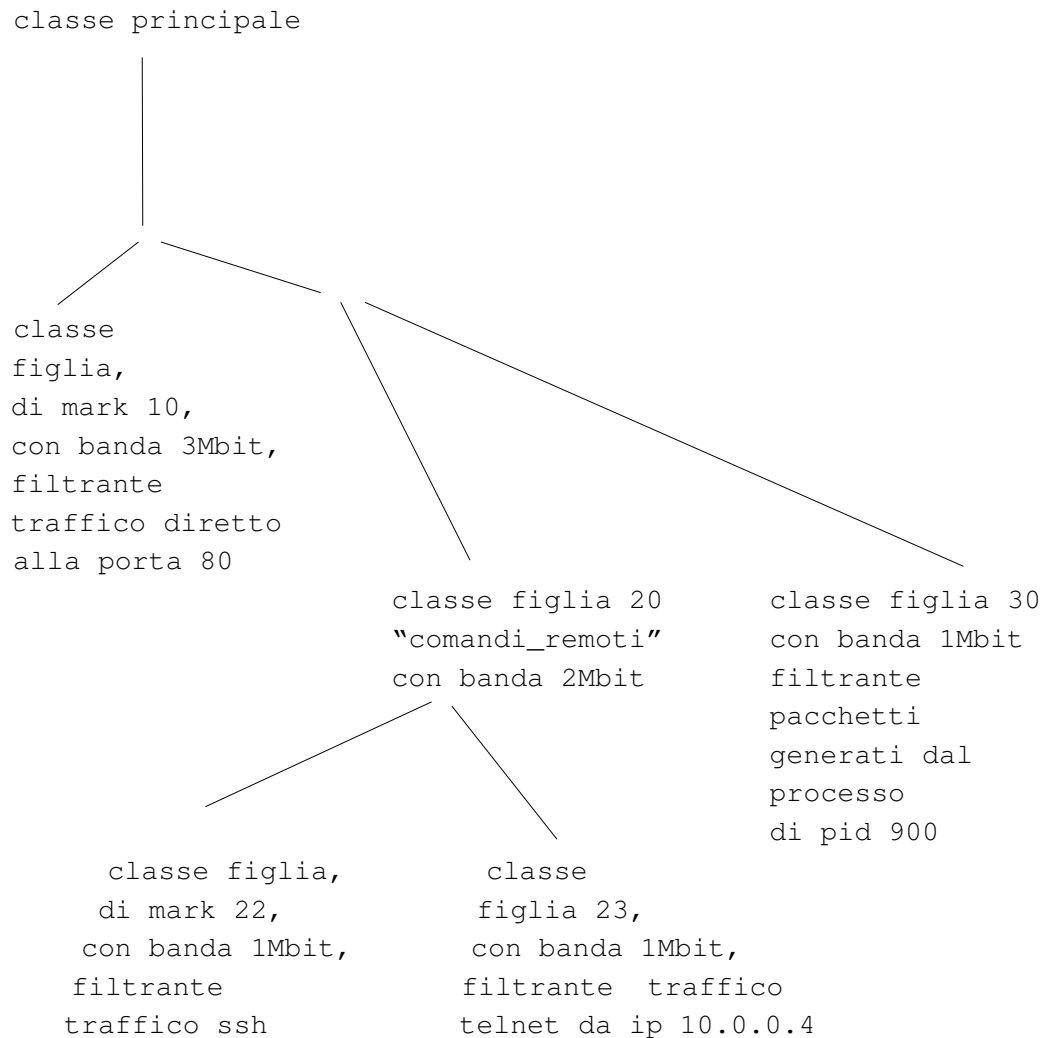 classe principale
classe
figlia,
di mark 10,
con banda 3Mbit,
filtrante
traffico diretto
alla porta 80
classe figlia 20
“comandi_remoti”
con banda 2Mbit
classe figlia 30
con banda 1Mbit
filtrante
pacchetti
generati dal
processo
di pid 900
classe figlia,
di mark 22,
con banda 1Mbit,
filtrante
traffico ssh
classe
figlia 23,
con banda 1Mbit,
filtrante traffico
telnet da ip 10.0.0.4